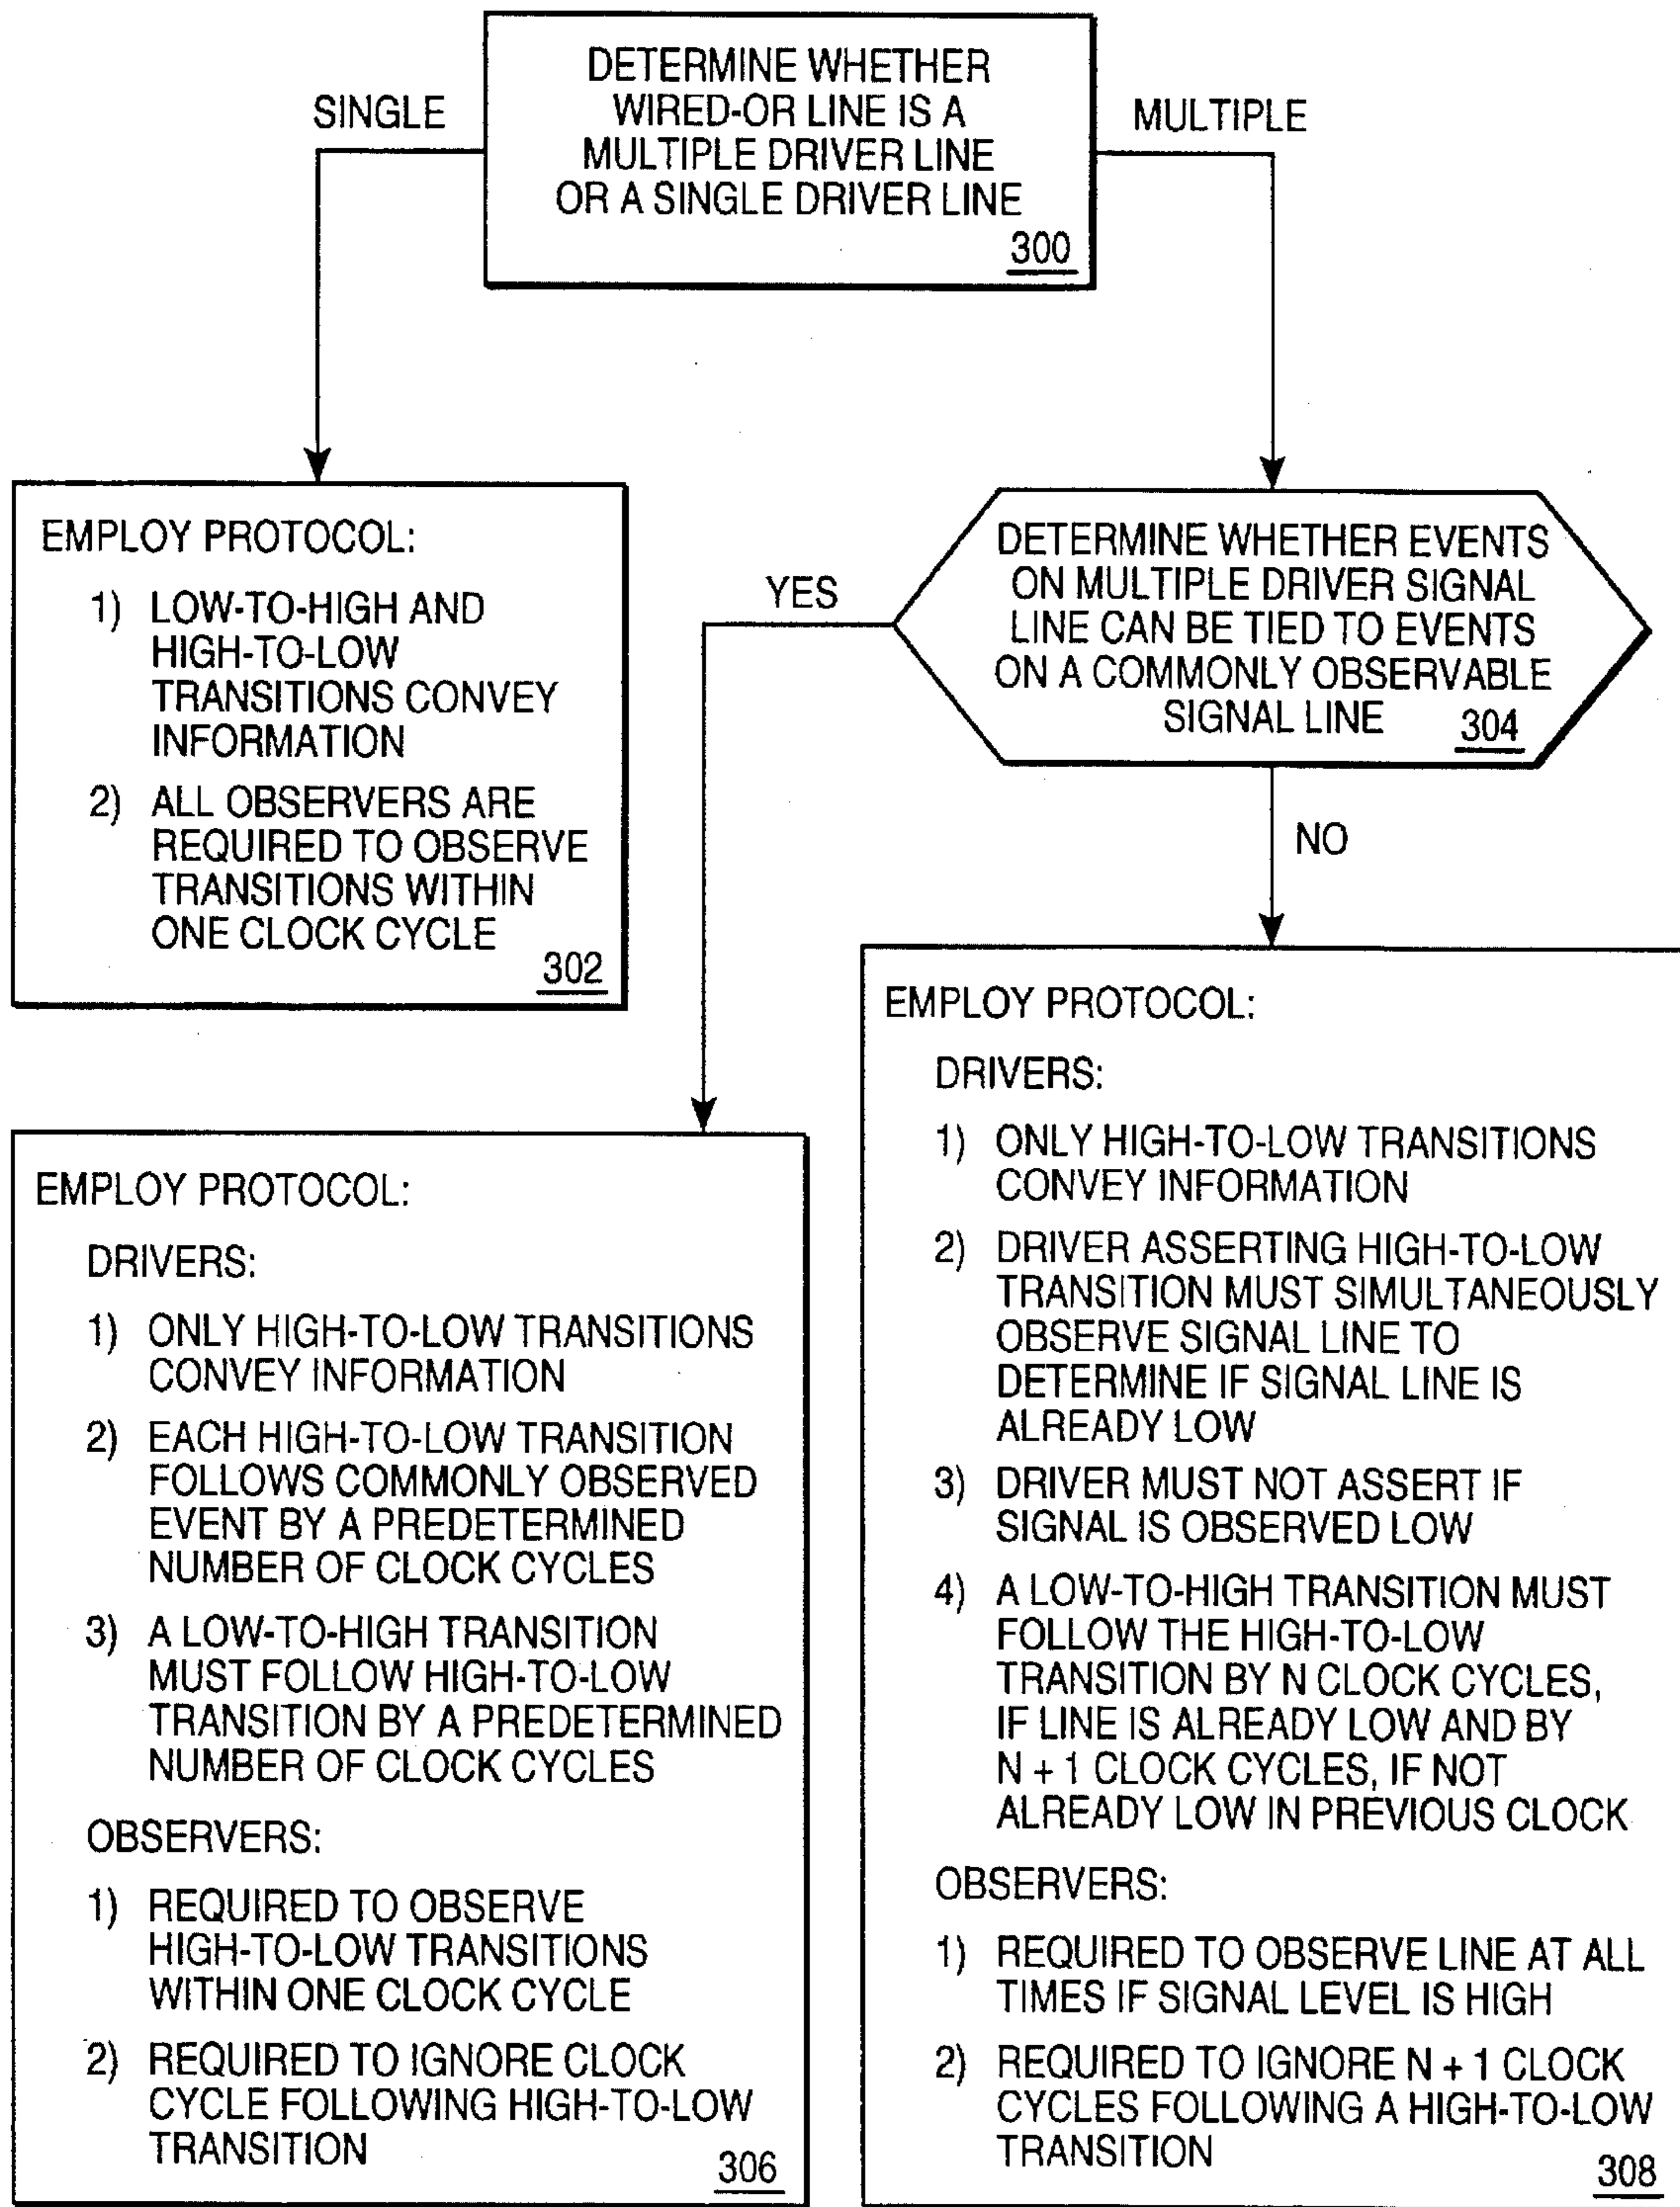 DETERMINE WHETHER
WIRED-OR LINE IS A
MULTIPLE DRIVER LINE
OR A SINGLE DRIVER LINE
300
SINGLE
MULTIPLE
EMPLOY PROTOCOL:
1) LOW-TO-HIGH AND
HIGH-TO-LOW
TRANSITIONS CONVEY
INFORMATION
2) ALL OBSERVERS ARE
REQUIRED TO OBSERVE
TRANSITIONS WITHIN
ONE CLOCK CYCLE
302
DETERMINE WHETHER EVENTS
ON MULTIPLE DRIVER SIGNAL
LINE CAN BE TIED TO EVENTS
ON A COMMONLY OBSERVABLE
SIGNAL LINE 304
YES
NO
EMPLOY PROTOCOL:
DRIVERS:
1) ONLY HIGH-TO-LOW TRANSITIONS
CONVEY INFORMATION
2) EACH HIGH-TO-LOW TRANSITION
FOLLOWS COMMONLY OBSERVED
EVENT BY A PREDETERMINED
NUMBER OF CLOCK CYCLES
3) A LOW-TO-HIGH TRANSITION
MUST FOLLOW HIGH-TO-LOW
TRANSITION BY A PREDETERMINED
NUMBER OF CLOCK CYCLES
OBSERVERS:
1) REQUIRED TO OBSERVE
HIGH-TO-LOW TRANSITIONS
WITHIN ONE CLOCK CYCLE
2) REQUIRED TO IGNORE CLOCK
CYCLE FOLLOWING HIGH-TO-LOW
TRANSITION
306
EMPLOY PROTOCOL:
DRIVERS:
1) ONLY HIGH-TO-LOW TRANSITIONS
CONVEY INFORMATION
2) DRIVER ASSERTING HIGH-TO-LOW
TRANSITION MUST SIMULTANEOUSLY
OBSERVE SIGNAL LINE TO
DETERMINE IF SIGNAL LINE IS
ALREADY LOW
3) DRIVER MUST NOT ASSERT IF
SIGNAL IS OBSERVED LOW
4) A LOW-TO-HIGH TRANSITION MUST
FOLLOW THE HIGH-TO-LOW
TRANSITION BY N CLOCK CYCLES,
IF LINE IS ALREADY LOW AND BY
N + 1 CLOCK CYCLES, IF NOT
ALREADY LOW IN PREVIOUS CLOCK
OBSERVERS:
1) REQUIRED TO OBSERVE LINE AT ALL
TIMES IF SIGNAL LEVEL IS HIGH
2) REQUIRED TO IGNORE N + 1 CLOCK
CYCLES FOLLOWING A HIGH-TO-LOW
TRANSITION
308